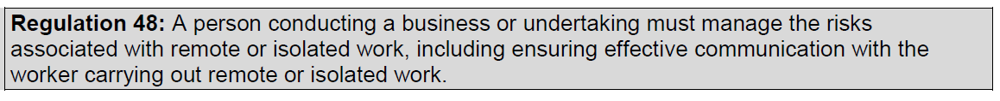 Regulation 48: A person conducting a business or undertaking must manage the risks
associated with remote or isolated work, including ensuring effective communication with the
worker carrying out remote or isolated work.